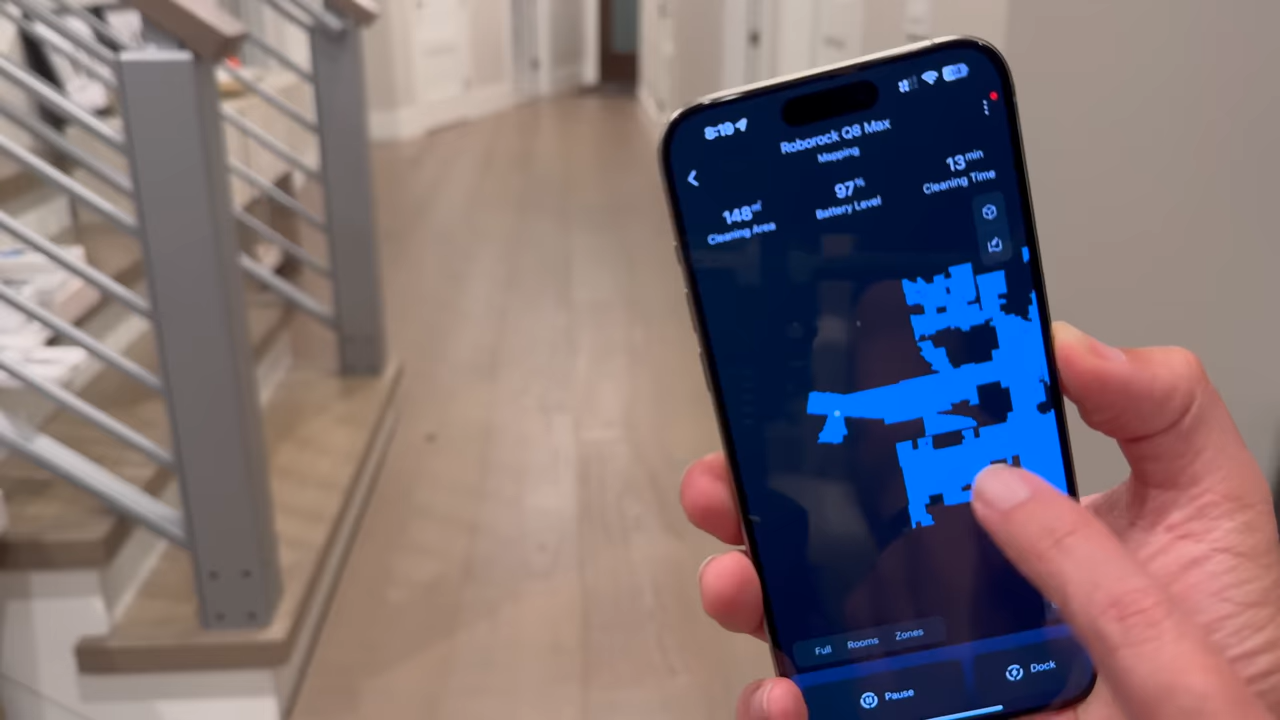 8:19
Roborock Q8 Max
Mapping
148㎡
Cleaning Area
97%
Battery Level
13min
Cleaning Time
Full
Rooms
Zones
Pause
Dock